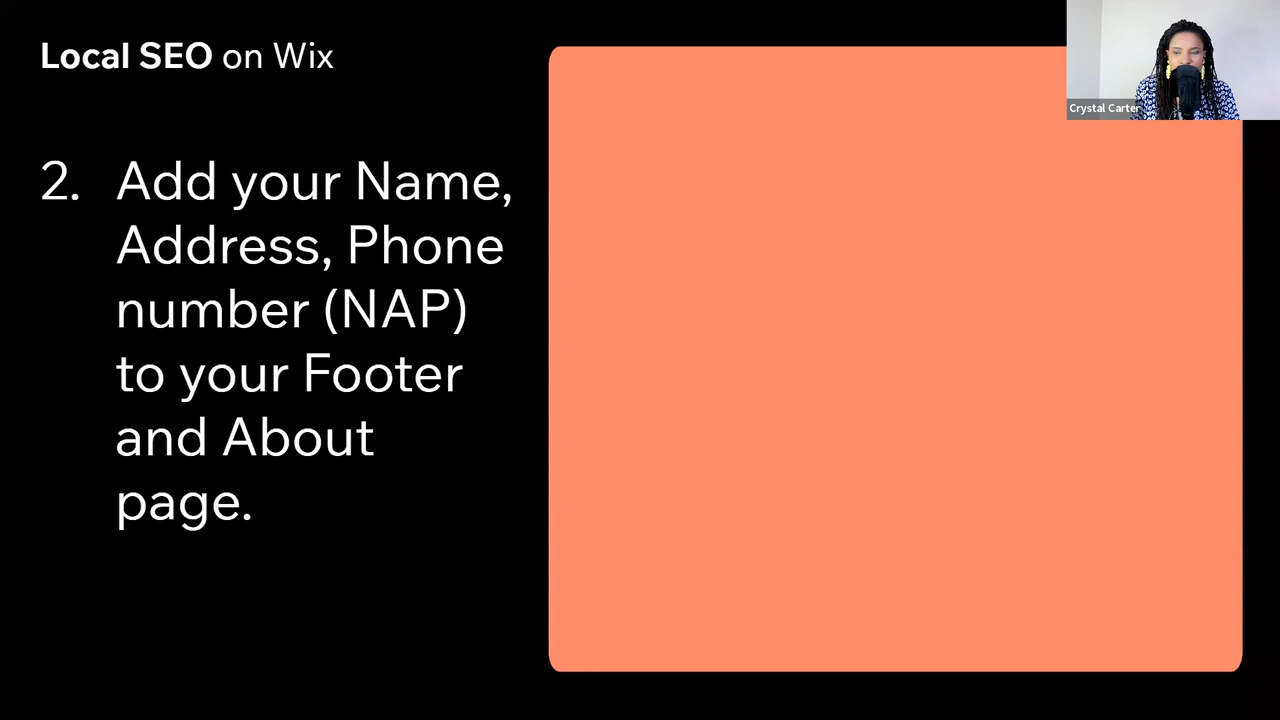 Local SEO on Wix
Crystal Carter
2. Add your Name,
Address, Phone
number (NAP)
to your Footer
and About
page.